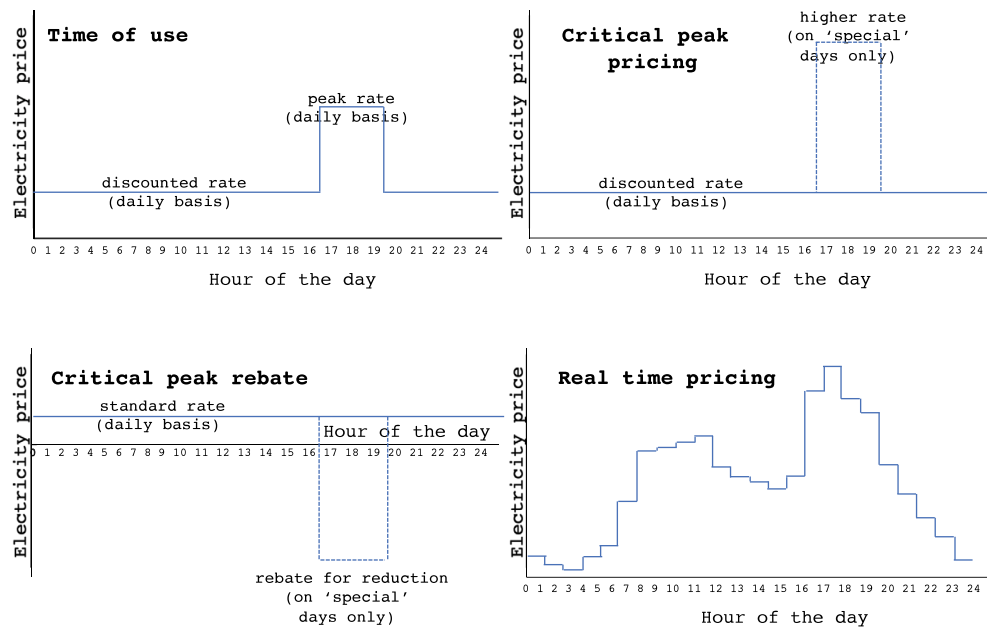 Time of use
Electricity price
peak rate
(daily basis)
discounted rate
(daily basis)
0 1 2 3 4 5 6 7 8 9 10 11 12 13 14 15 16 17 18 19 20 21 22 23 24
Hour of the day
Critical peak
pricing
Electricity price
higher rate
(on ‘special’
days only)
discounted rate
(daily basis)
0 1 2 3 4 5 6 7 8 9 10 11 12 13 14 15 16 17 18 19 20 21 22 23 24
Hour of the day
Critical peak rebate
Electricity price
standard rate
(daily basis)
Hour of the day
0 1 2 3 4 5 6 7 8 9 10 11 12 13 14 15 16 17 18 19 20 21 22 23 24
rebate for reduction
(on ‘special’
days only)
Real time pricing
Electricity price
0 1 2 3 4 5 6 7 8 9 10 11 12 13 14 15 16 17 18 19 20 21 22 23 24
Hour of the day